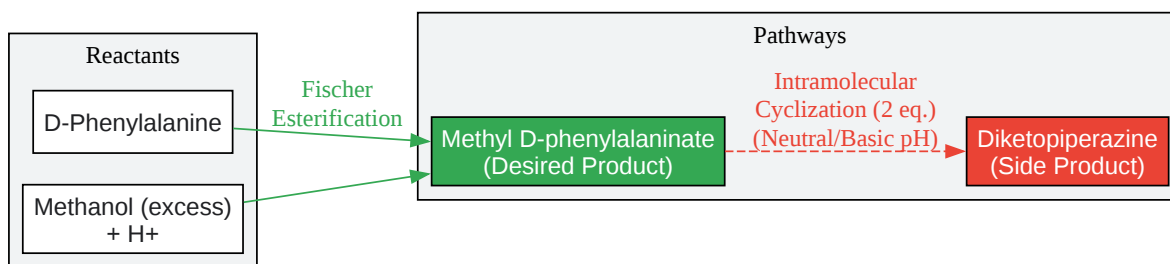 Reactants
D-Phenylalanine
Methanol (excess)
+ H+
Fischer
Esterification
Pathways
Methyl D-phenylalaninate
(Desired Product)
Intramolecular
Cyclization (2 eq.)
(Neutral/Basic pH)
Diketopiperazine
(Side Product)